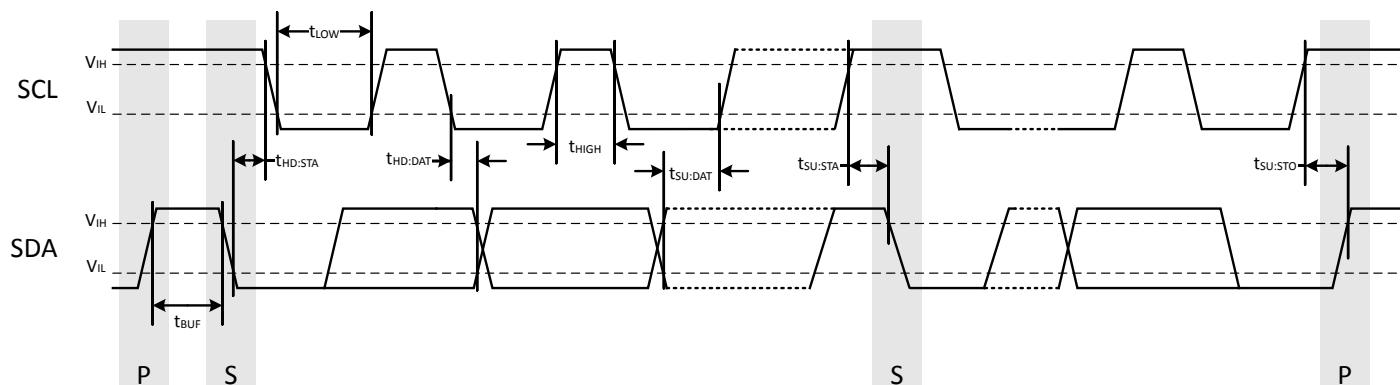 tLOW
VIH
SCL
VIL
tHD:STA
tHD:DAT
tHIGH
tSU:DAT
tSU:STA
tSU:STO
VIH
SDA
VIL
tBUF
P
S
S
P